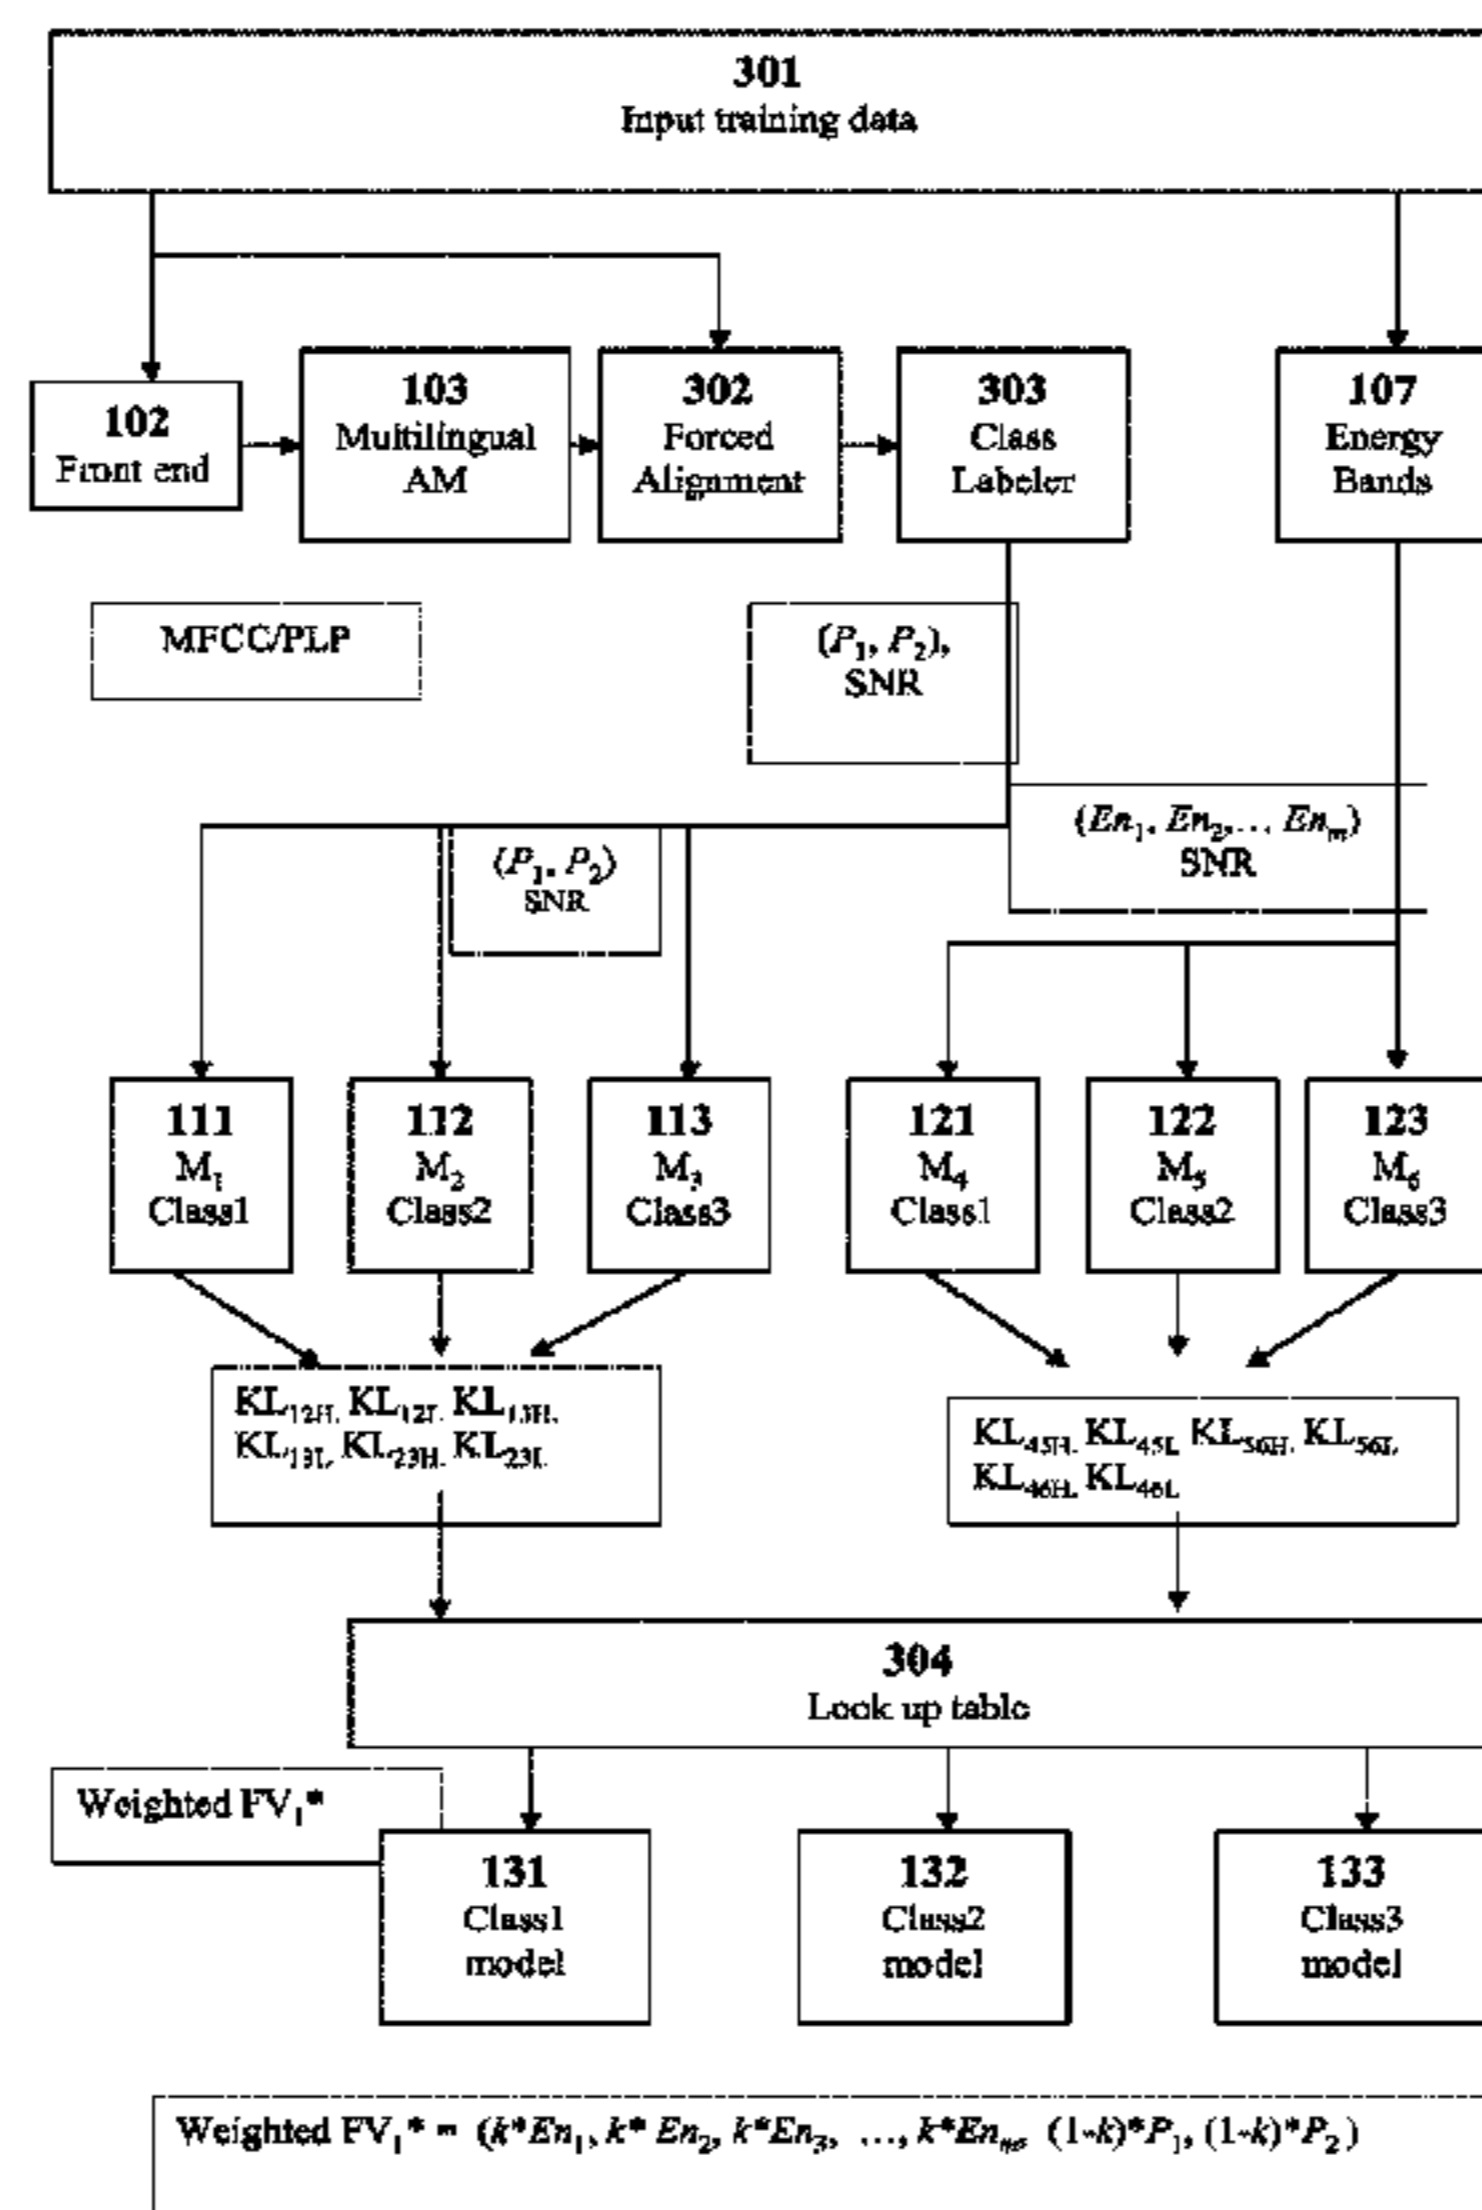 301
Input training data
102
Front end
103
Multilingual
AM
302
Forced
Alignment
303
Class
Labeler
107
Energy
Bands
MFCC/PLP
(P₁, P₂),
SNR
(P₁, P₂)
SNR
(En₁, En₂,… Enₘ)
SNR
111
M₁
Class1
112
M₂
Class2
113
M₃
Class3
121
M₄
Class1
122
M₅
Class2
123
M₆
Class3
KL12H, KL12L KL13H,
KL13L, KL23H, KL23L
KL45H, KL45L KL56H, KL56L
KL46H, KL46L
304
Look up table
Weighted FV₁*
131
Class1
model
132
Class2
model
133
Class3
model
Weighted FV₁* = (k*En₁, k* En₂, k*En₃, …, k*Enₘ, (1-k)*P₁, (1-k)*P₂)